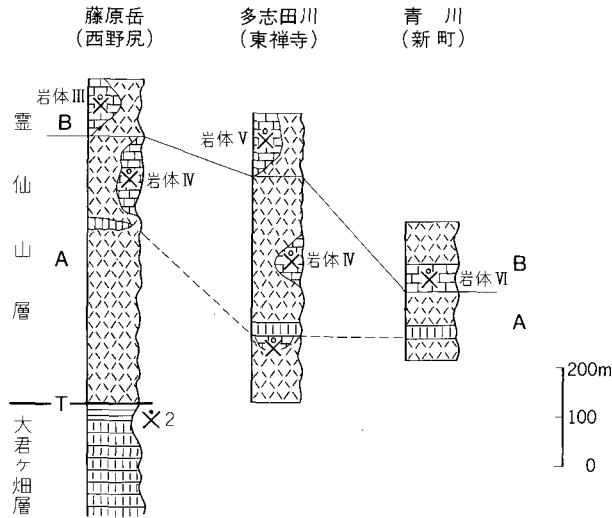 藤原岳
(西野尻)
多志田川
(東禅寺)
青川
(新町)
霊仙山層
B
A
大君ヶ畑層
岩体Ⅲ
岩体Ⅳ
T
2
岩体Ⅴ
岩体Ⅳ
岩体Ⅵ
B
A
200m
100
0